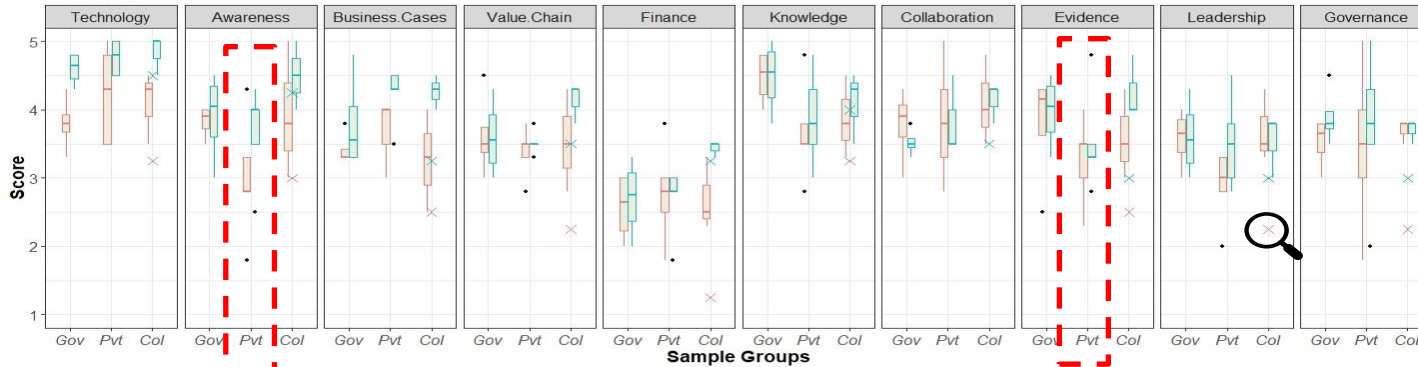 Technology Awareness Business.Cases Value.Chain Finance Knowledge Collaboration Evidence Leadership Governance
Score
5
4
3
2
1
Gov Pvt Col Gov Pvt Col Gov Pvt Col Gov Pvt Col Gov Pvt Col Gov Pvt Col Gov Pvt Col Gov Pvt Col Gov Pvt Col Gov Pvt Col
Sample Groups